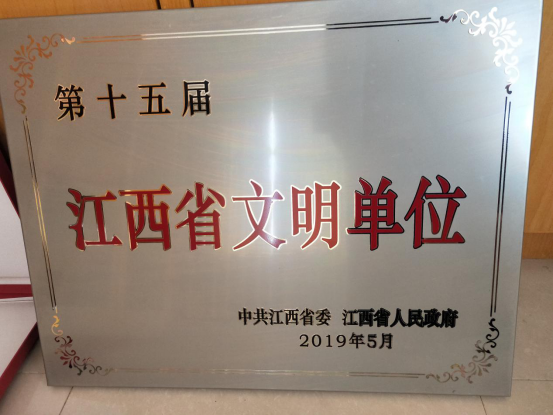 第十五届
江西省文明单位
中共江西省委 江西省人民政府
2019年5月